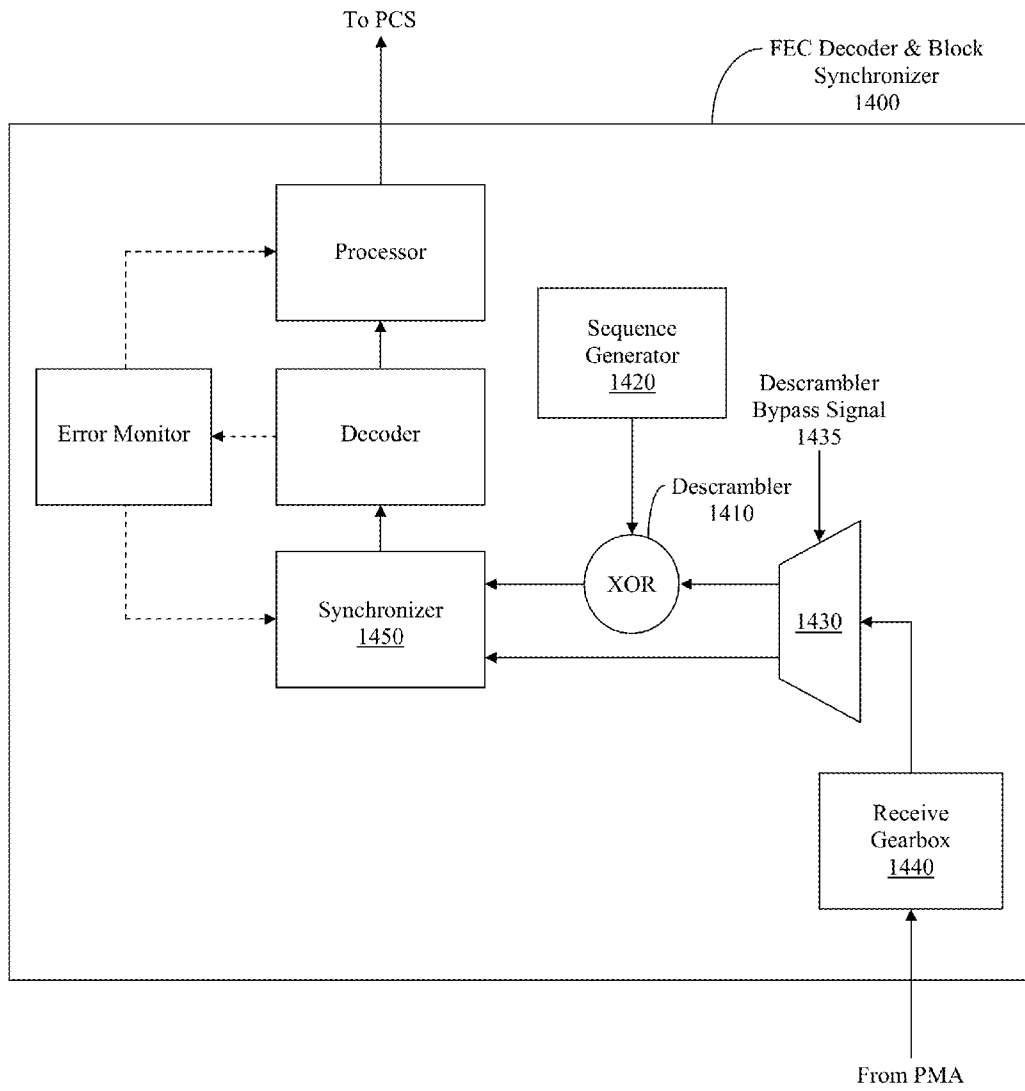 To PCS
FEC Decoder & Block
Synchronizer
1400
Processor
Sequence
Generator
1420
Descrambler
Bypass Signal
1435
Error Monitor
Decoder
Descrambler
1410
XOR
Synchronizer
1450
1430
Receive
Gearbox
1440
From PMA